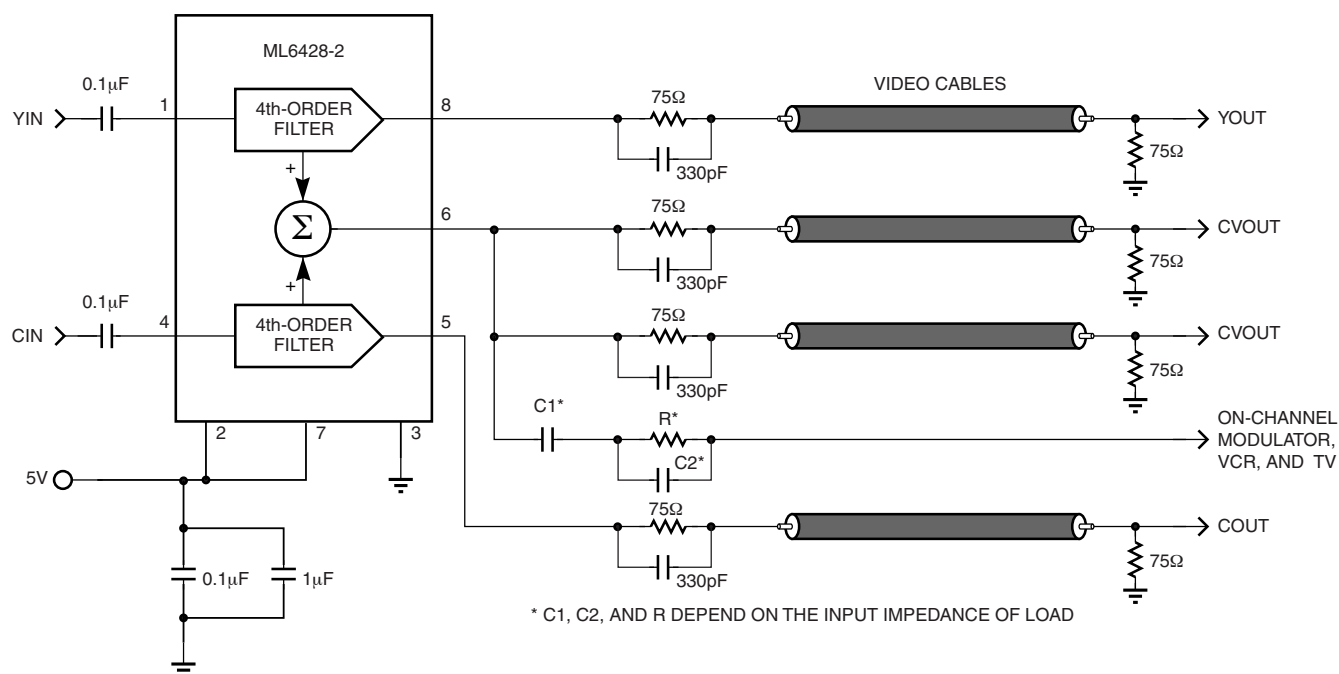 ML6428-2
0.1μF
YIN
1
4th-ORDER
FILTER
8
75Ω
330pF
VIDEO CABLES
YOUT
75Ω
+
Σ
6
75Ω
330pF
CVOUT
75Ω
+
0.1μF
CIN
4
4th-ORDER
FILTER
5
75Ω
330pF
CVOUT
75Ω
C1*
R*
C2*
ON-CHANNEL
MODULATOR,
VCR, AND TV
2
7
3
5V
75Ω
330pF
COUT
75Ω
0.1μF
1μF
* C1, C2, AND R DEPEND ON THE INPUT IMPEDANCE OF LOAD